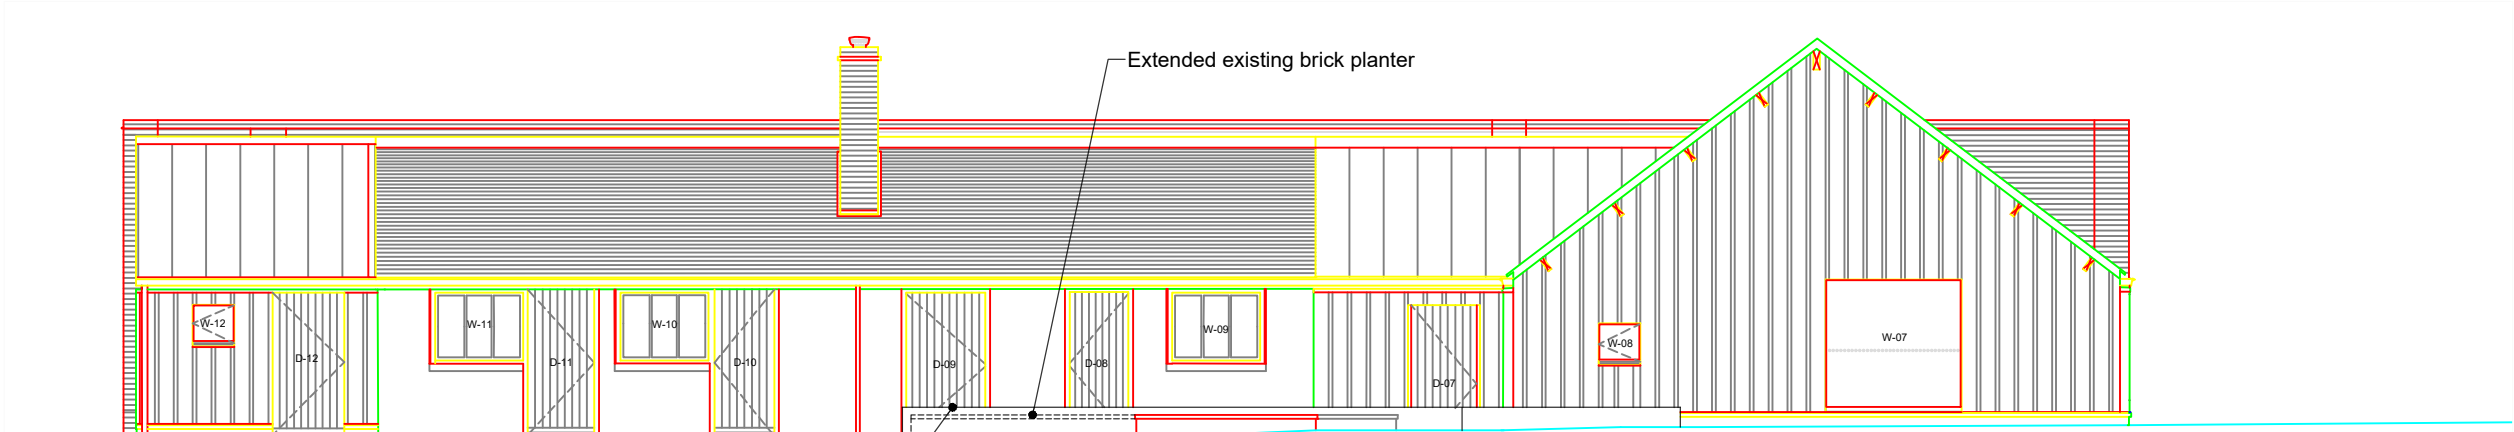 Extended existing brick planter
W-12
D-12
W-11
D-11
W-10
D-10
D-09
D-08
W-09
D-07
W-08
W-07